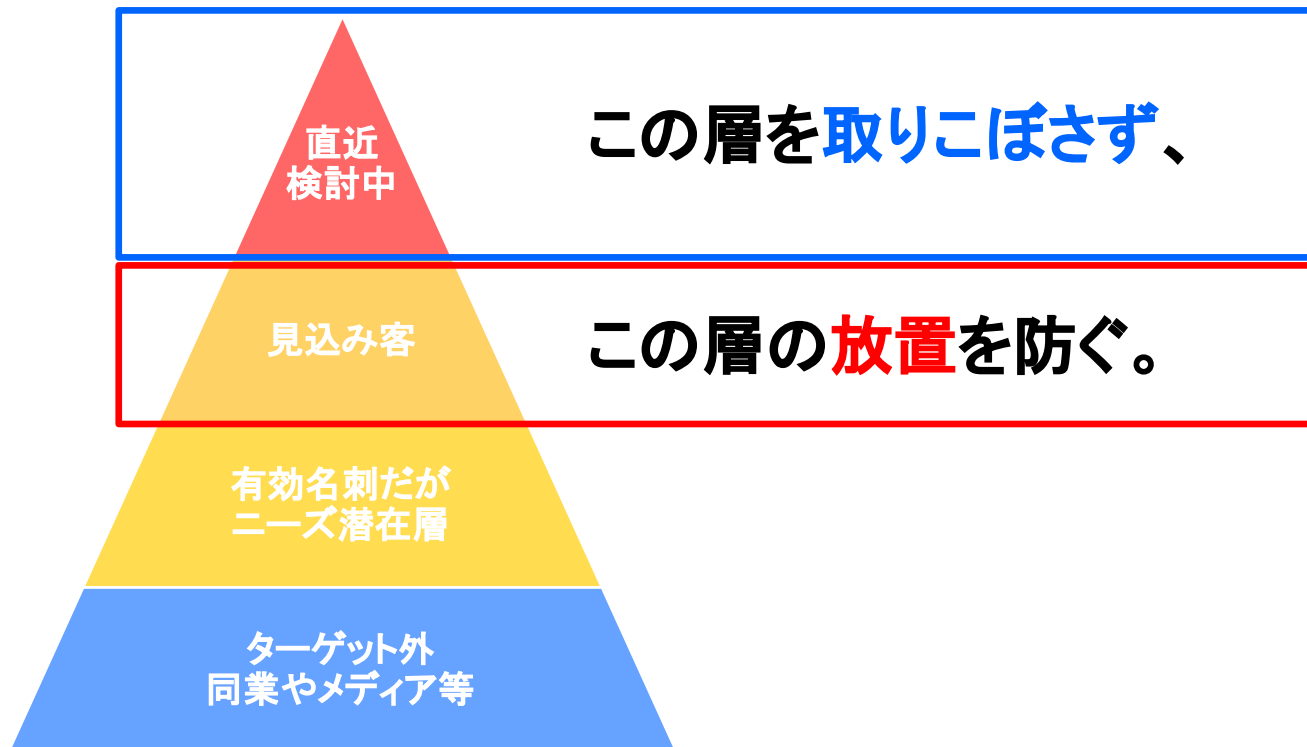 直近
検討中
この層を取りこぼさず、
見込み客
この層の放置を防ぐ。
有効名刺だが
ニーズ潜在層
ターゲット外
同業やメディア等